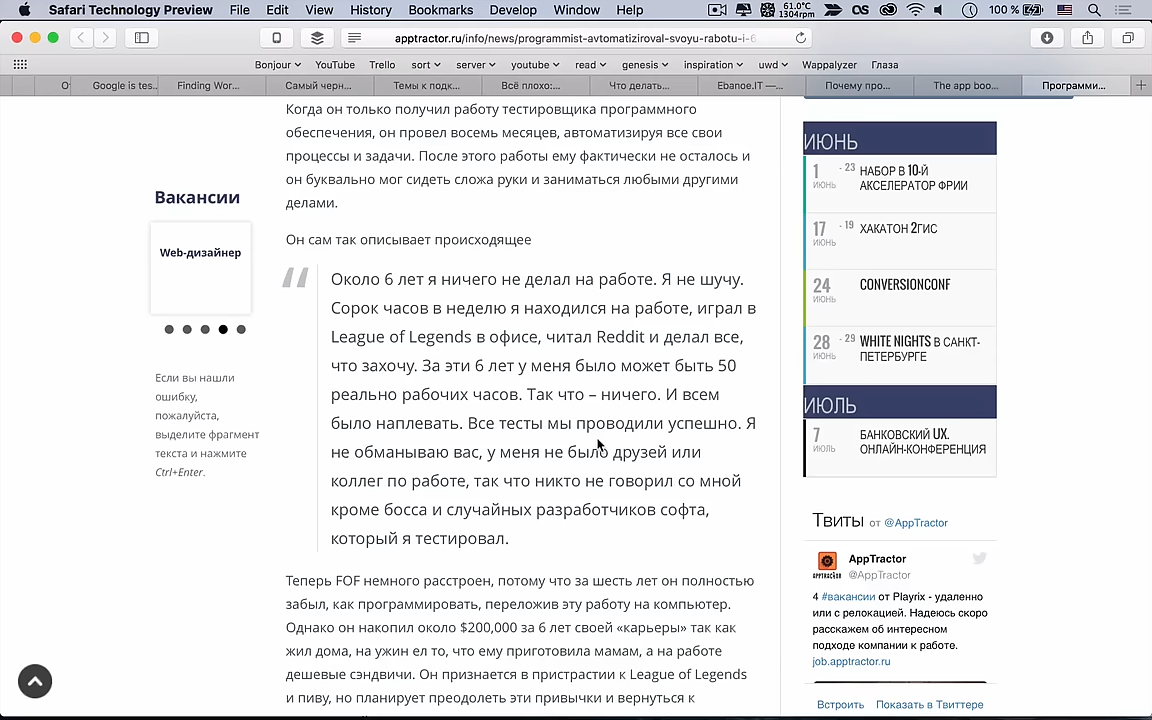 Safari Technology Preview File Edit View History Bookmarks Develop Window Help 61.0°C 1304rpm OS 100 %
apptractor.ru/info/news/programmist-avtomatiziroval-svoyu-rabotu-i-6
Bonjour YouTube Trello sort server youtube read genesis inspiration uwd Wappalyzer Глаза
Google is tes.. Finding Wor... Самый черн... Темы к подк... Всё плохо:... Что делать... Ebanoe.IT —... Почему про... The app boo... Программи...
Когда он только получил работу тестировщика программного
обеспечения, он провел восемь месяцев, автоматизируя все свои
процессы и задачи. После этого работы ему фактически не осталось и
он буквально мог сидеть сложа руки и заниматься любыми другими
делами.
Он сам так описывает происходящее
Около 6 лет я ничего не делал на работе. Я не шучу.
Сорок часов в неделю я находился на работе, играл в
League of Legends в офисе, читал Reddit и делал все,
что захочу. За эти 6 лет у меня было может быть 50
реально рабочих часов. Так что – ничего. И всем
было наплевать. Все тесты мы проводили успешно. Я
не обманываю вас, у меня не было друзей или
коллег по работе, так что никто не говорил со мной
кроме босса и случайных разработчиков софта,
который я тестировал.
Теперь FOF немного расстроен, потому что за шесть лет он полностью
забыл, как программировать, переложив эту работу на компьютер.
Однако он накопил около $200,000 за 6 лет своей «карьеры» так как
жил дома, на ужин ел то, что ему приготовила мамам, а на работе
дешевые сэндвичи. Он признается в пристрастии к League of Legends
и пиву, но планирует преодолеть эти привычки и вернуться к
Вакансии
Web-дизайнер
Если вы нашли
ошибку,
пожалуйста,
выделите фрагмент
текста и нажмите
Ctrl+Enter.
ИЮНЬ
1 - 23 НАБОР В 10-Й
ИЮНЬ АКСЕЛЕРАТОР ФРИИ
17 - 19 ХАКАТОН 2ГИС
ИЮНЬ
24 CONVERSIONCONF
ИЮНЬ
28 - 29 WHITE NIGHTS В САНКТ-
ИЮНЬ ПЕТЕРБУРГЕ
ИЮЛЬ
7 БАНКОВСКИЙ UX.
ИЮЛЬ ОНЛАЙН-КОНФЕРЕНЦИЯ
Твиты от @AppTractor
AppTractor
@AppTractor
4 #вакансии от Playrix - удаленно
или с релокацией. Надеюсь скоро
расскажем об интересном
подходе компании к работе.
job.apptractor.ru
Встроить Показать в Твиттере